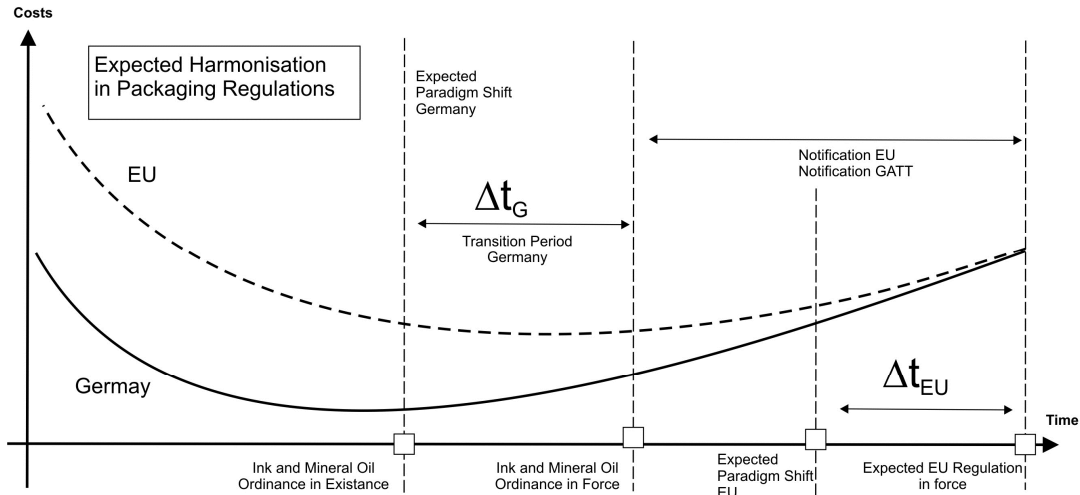 Costs
Expected Harmonisation
in Packaging Regulations
Expected
Paradigm Shift
Germany
EU
Notification EU
Notification GATT
ΔtG
Transition Period
Germany
Germay
ΔtEU
Time
Ink and Mineral Oil
Ordinance in Existance
Ink and Mineral Oil
Ordinance in Force
Expected
Paradigm Shift
EU
Expected EU Regulation
in force